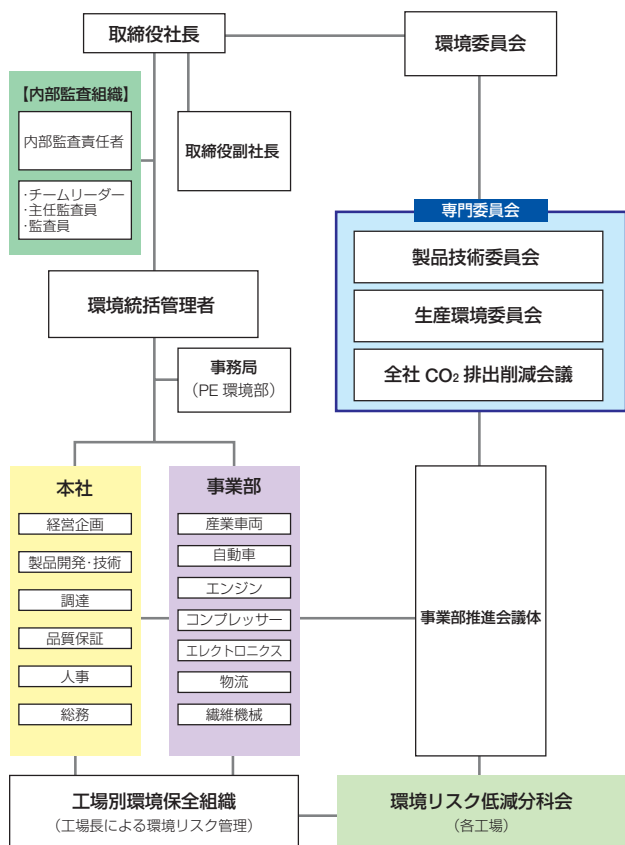 取締役社長
環境委員会
【内部監査組織】
内部監査責任者
・チームリーダー
・主任監査員
・監査員
取締役副社長
専門委員会
製品技術委員会
生産環境委員会
全社 CO₂ 排出削減会議
環境統括管理者
事務局
（PE 環境部）
本社
経営企画
製品開発・技術
調達
品質保証
人事
総務
事業部
産業車両
自動車
エンジン
コンプレッサー
エレクトロニクス
物流
繊維機械
事業部推進会議体
工場別環境保全組織
（工場長による環境リスク管理）
環境リスク低減分科会
（各工場）